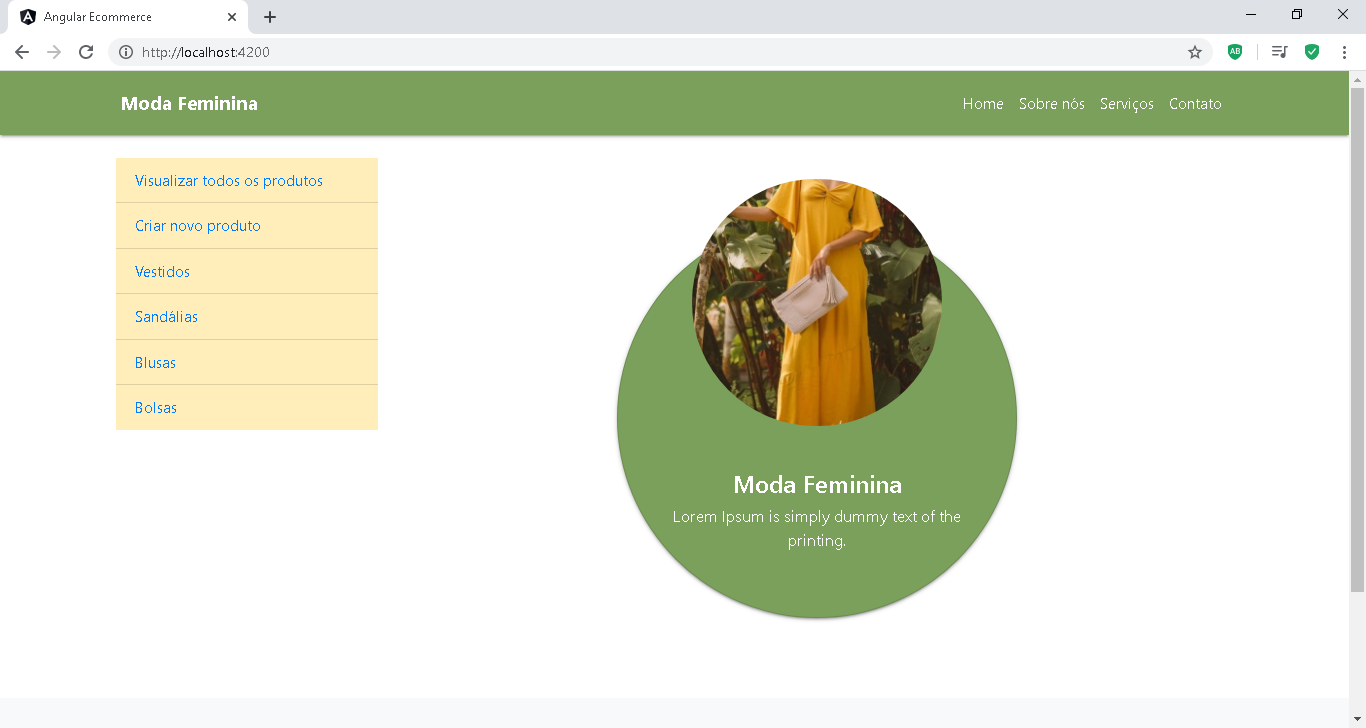 Angular Ecommerce
http://localhost:4200
AB
Moda Feminina
Home Sobre nós Serviços Contato
Visualizar todos os produtos
Criar novo produto
Vestidos
Sandálias
Blusas
Bolsas
Moda Feminina
Lorem Ipsum is simply dummy text of the
printing.